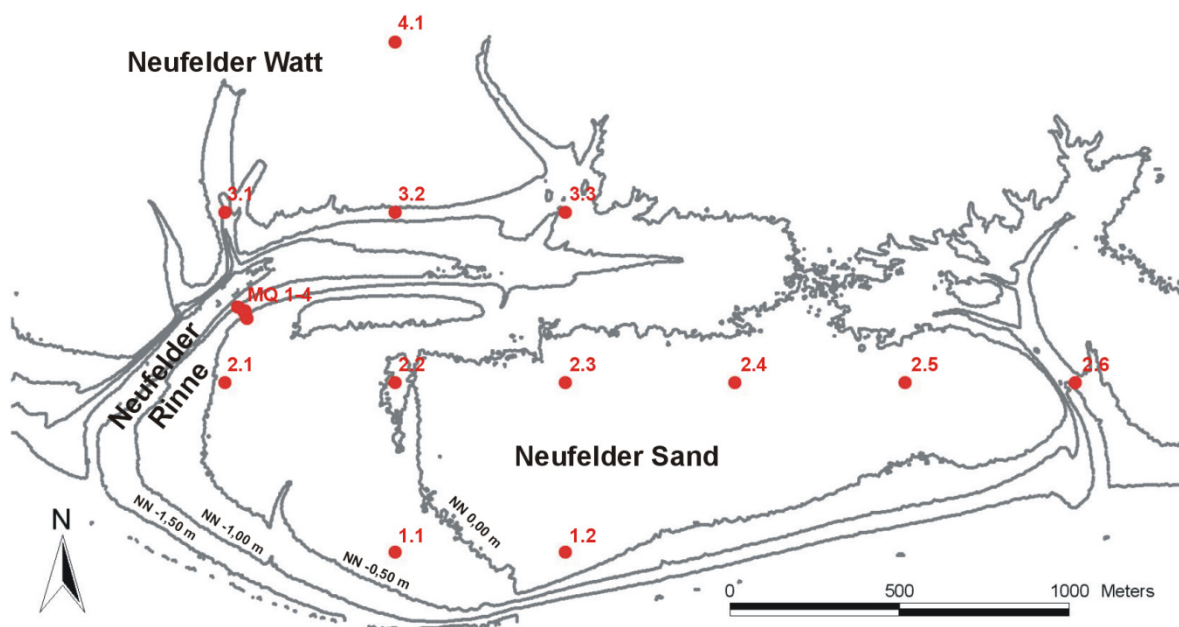 4.1
Neufelder Watt
3.1
3.2
3.3
MQ 1-4
Neufelder
Rinne
2.1
2.2
2.3
2.4
2.5
2.6
Neufelder Sand
NN -1,50 m
NN -1,00 m
NN -0,50 m
NN 0,00 m
1.1
1.2
N
0 500 1000 Meters